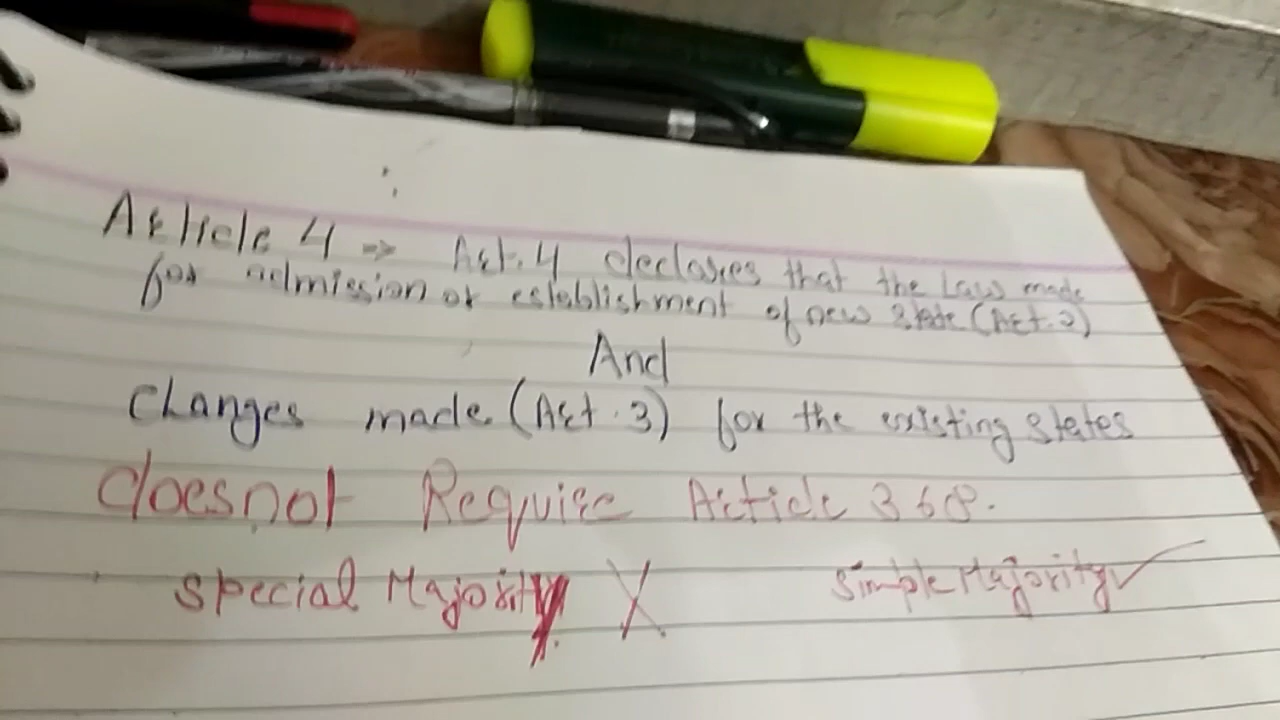 Article 4 => Art. 4 declares that the Law made
for admission or establishment of new state (Art. 2)
And
Changes made (Art. 3) for the existing states
doesnot Require Article 368.
Special Majority X Simple Majority ✓